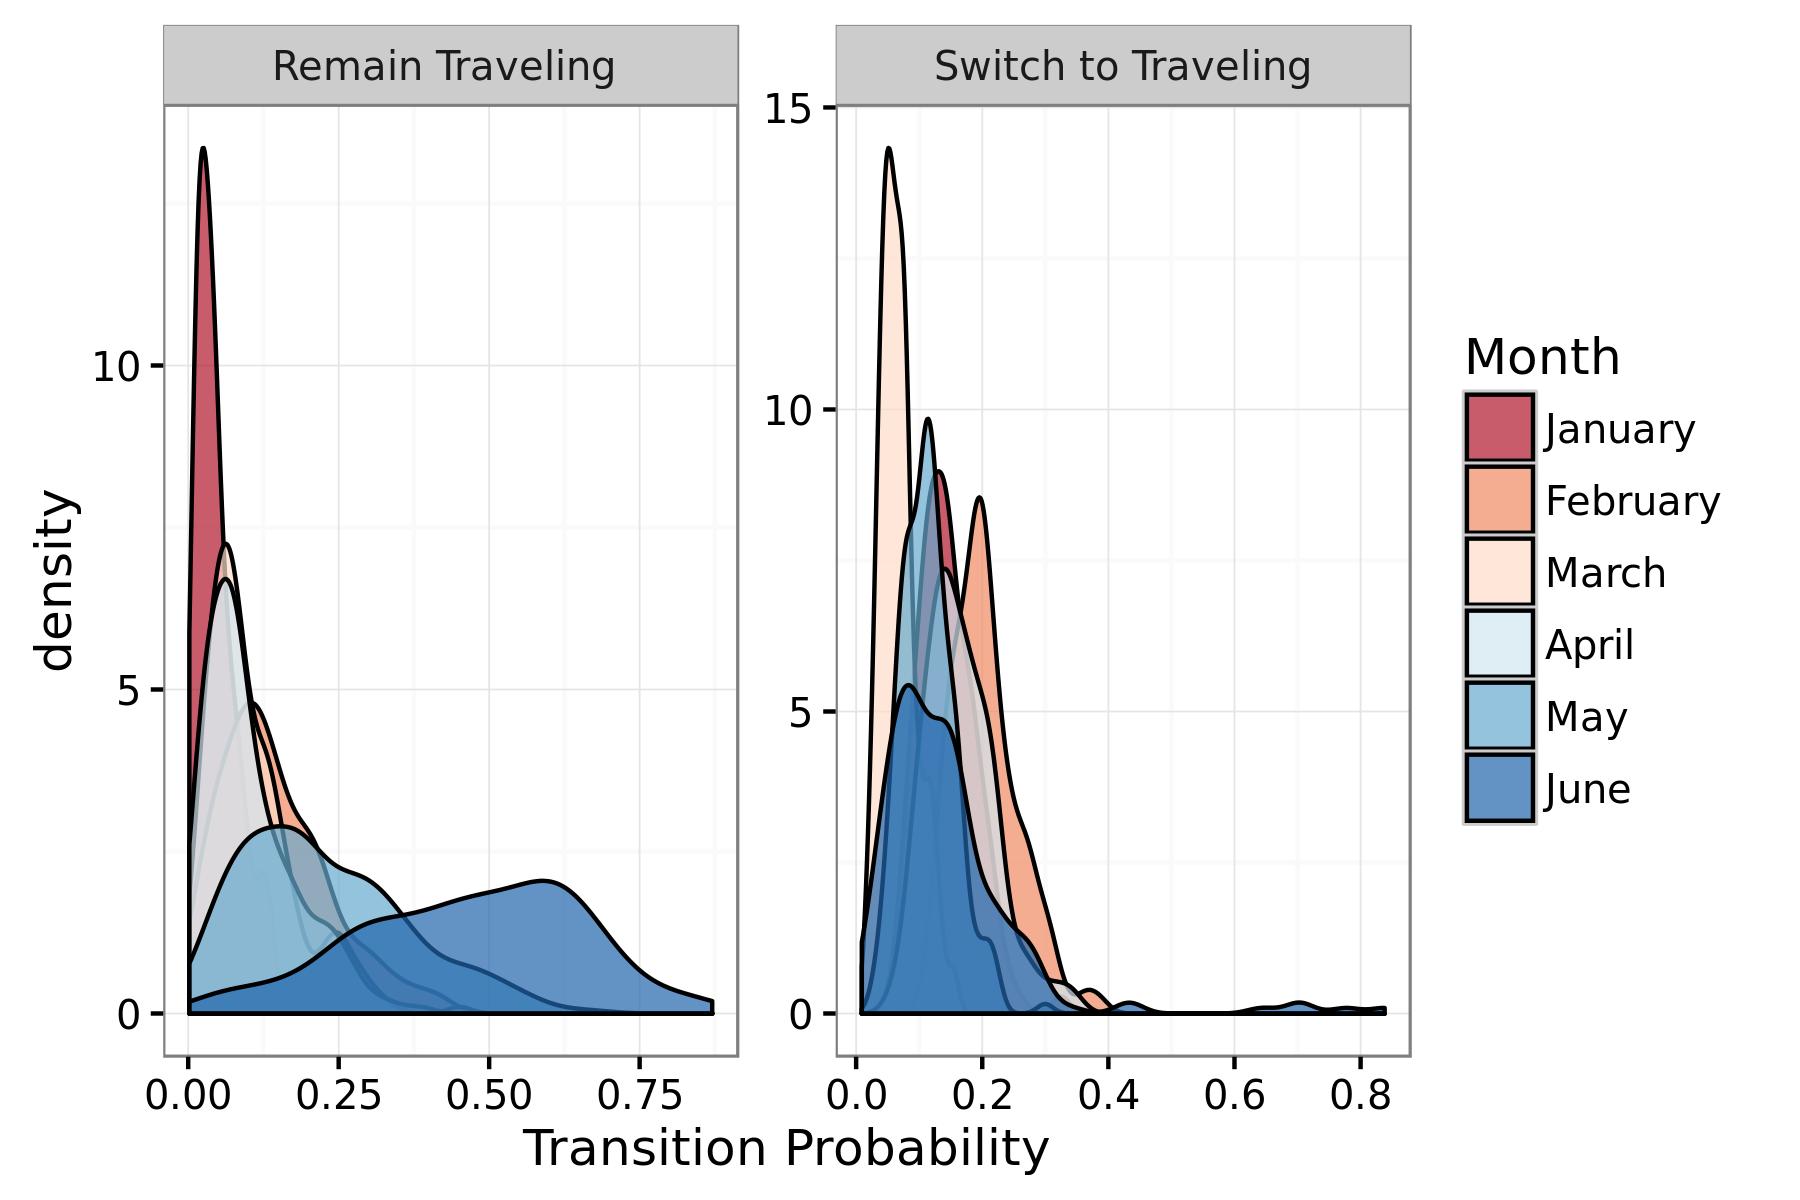 Remain Traveling
Switch to Traveling
density
10
5
0
0.00 0.25 0.50 0.75
15
10
5
0
0.0 0.2 0.4 0.6 0.8
Transition Probability
Month
January
February
March
April
May
June